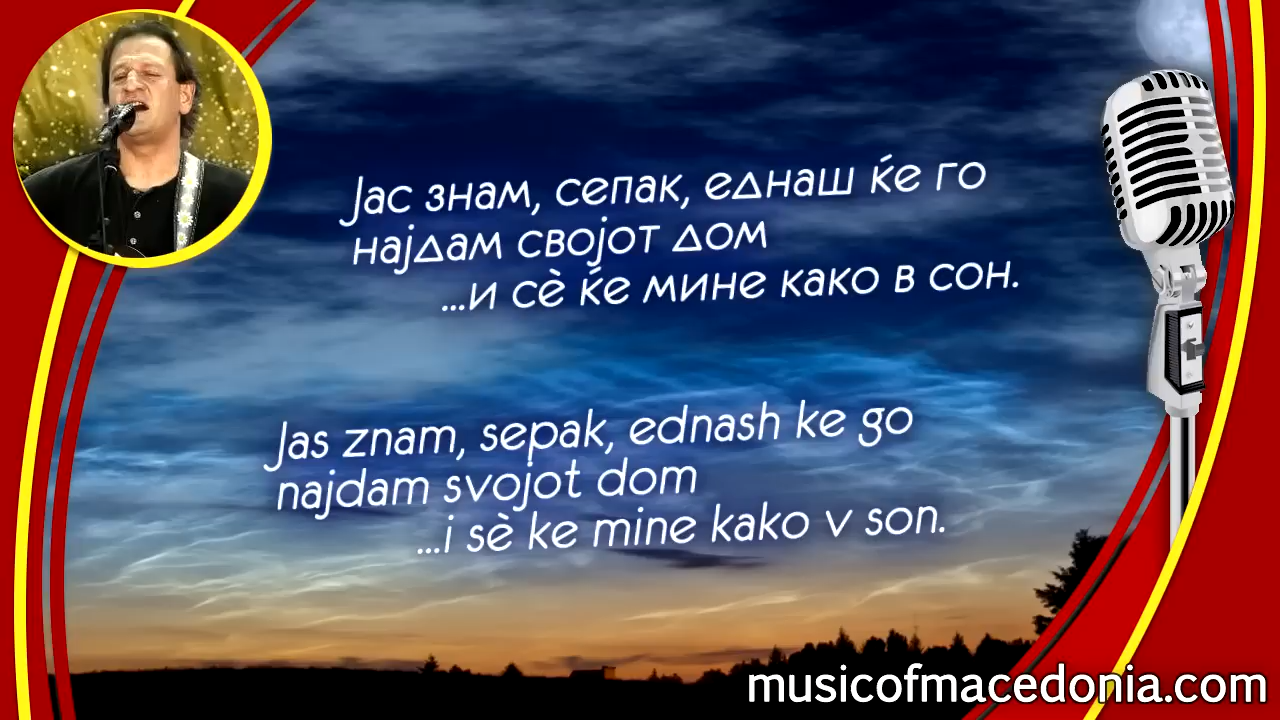 Јас знам, сепак, еднаш ќе го
најдам својот дом
...и сѐ ќе мине како в сон.
Jas znam, sepak, ednash ke go
najdam svojot dom
...i sè ke mine kako v son.
musicofmacedonia.com